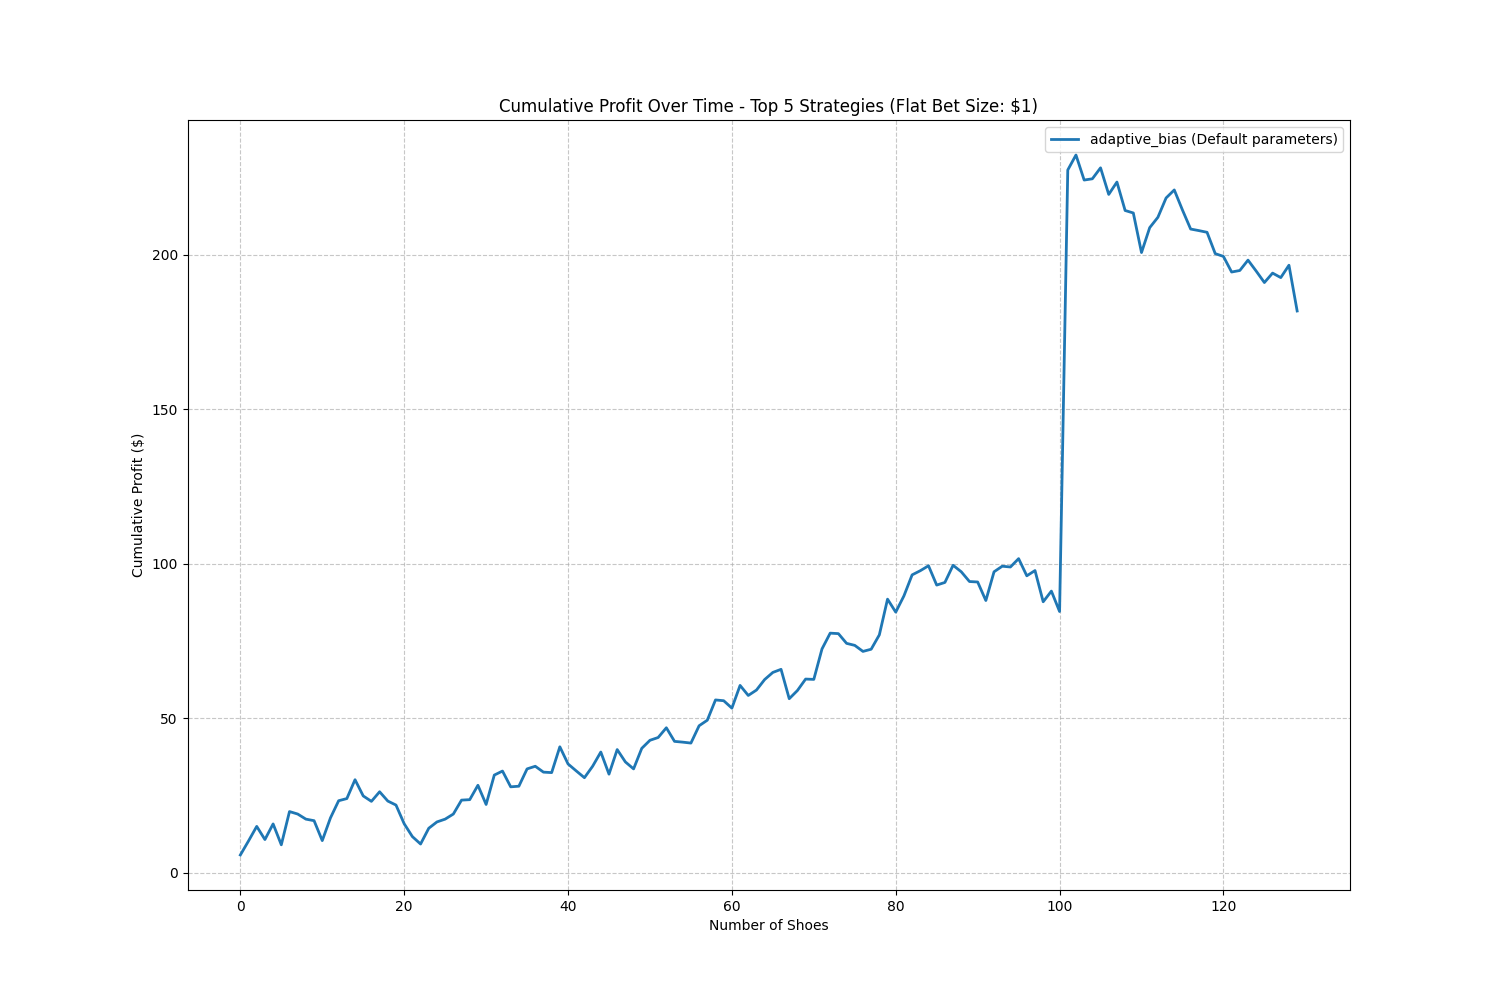 Cumulative Profit Over Time - Top 5 Strategies (Flat Bet Size: $1)
adaptive_bias (Default parameters)
Cumulative Profit ($)
200
150
100
50
0
0 20 40 60 80 100 120
Number of Shoes